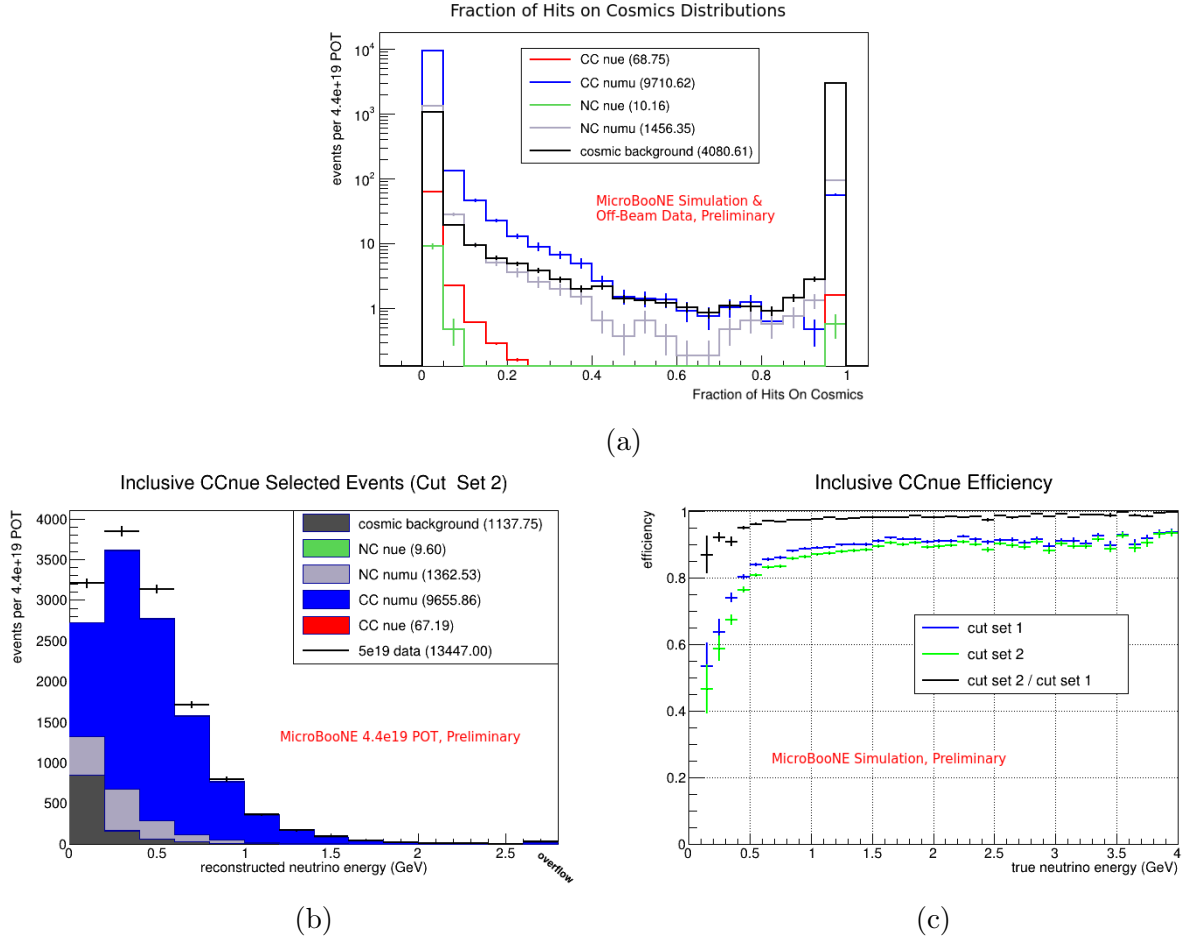 Fraction of Hits on Cosmics Distributions
events per 4.4e+19 POT
10^4
10^3
10^2
10
1
CC nue (68.75)
CC numu (9710.62)
NC nue (10.16)
NC numu (1456.35)
cosmic background (4080.61)
MicroBooNE Simulation &
Off-Beam Data, Preliminary
0 0.2 0.4 0.6 0.8 1
Fraction of Hits On Cosmics
(a)
Inclusive CCnue Selected Events (Cut Set 2)
events per 4.4e+19 POT
4000
3500
3000
2500
2000
1500
1000
500
0
cosmic background (1137.75)
NC nue (9.60)
NC numu (1362.53)
CC numu (9655.86)
CC nue (67.19)
5e19 data (13447.00)
MicroBooNE 4.4e19 POT, Preliminary
0 0.5 1 1.5 2 2.5 overflow
reconstructed neutrino energy (GeV)
(b)
Inclusive CCnue Efficiency
efficiency
1
0.8
0.6
0.4
0.2
0
cut set 1
cut set 2
cut set 2 / cut set 1
MicroBooNE Simulation, Preliminary
0 0.5 1 1.5 2 2.5 3 3.5 4
true neutrino energy (GeV)
(c)